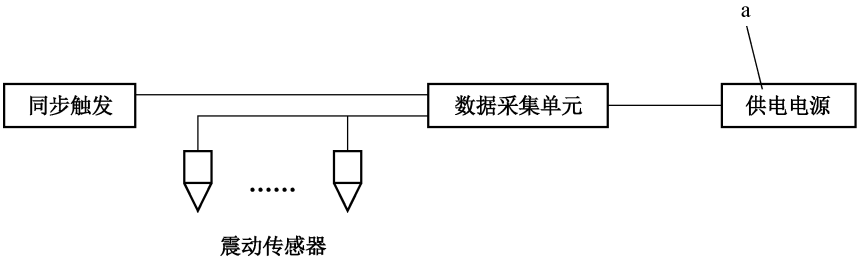 a
同步触发
数据采集单元
供电电源
......
震动传感器